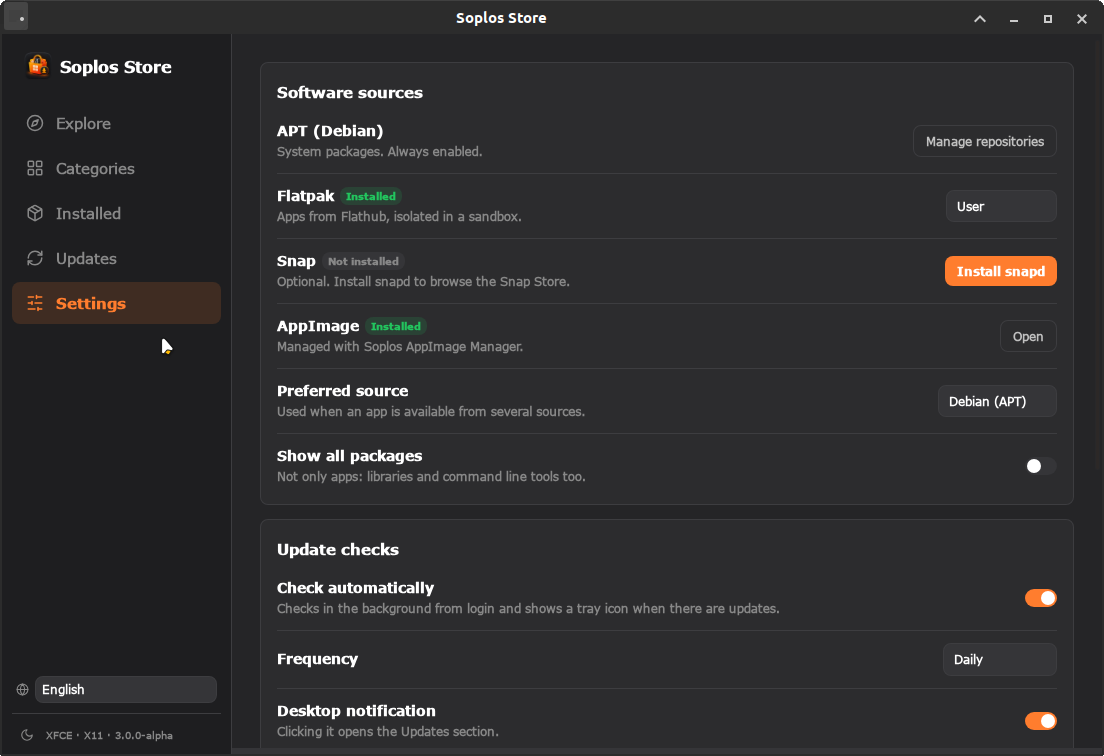 Soplos Store
Soplos Store
Explore
Categories
Installed
Updates
Settings
English
XFCE · X11 · 3.0.0-alpha
Software sources
APT (Debian)
System packages. Always enabled.
Manage repositories
Flatpak Installed
Apps from Flathub, isolated in a sandbox.
User
Snap Not installed
Optional. Install snapd to browse the Snap Store.
Install snapd
AppImage Installed
Managed with Soplos AppImage Manager.
Open
Preferred source
Used when an app is available from several sources.
Debian (APT)
Show all packages
Not only apps: libraries and command line tools too.
Update checks
Check automatically
Checks in the background from login and shows a tray icon when there are updates.
Frequency
Daily
Desktop notification
Clicking it opens the Updates section.